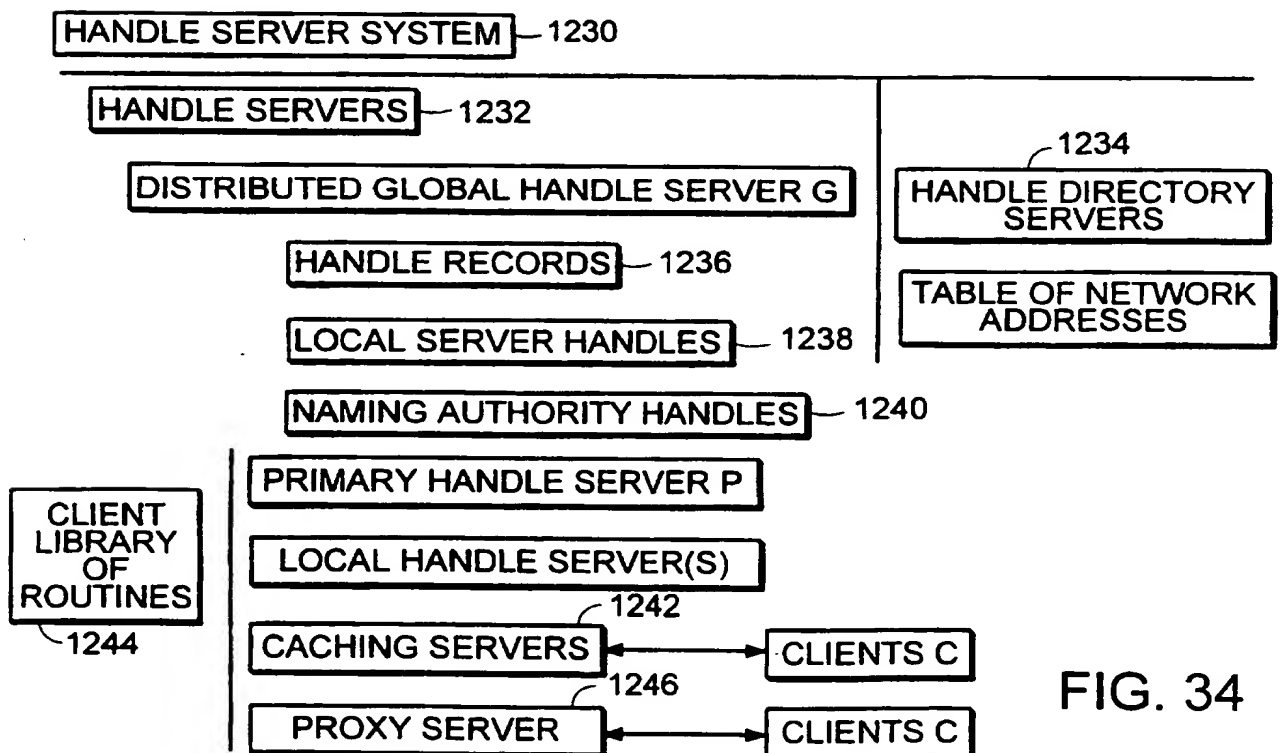 HANDLE SERVER SYSTEM 1230
HANDLE SERVERS 1232
1234
DISTRIBUTED GLOBAL HANDLE SERVER G
HANDLE DIRECTORY
SERVERS
HANDLE RECORDS 1236
TABLE OF NETWORK
ADDRESSES
LOCAL SERVER HANDLES 1238
NAMING AUTHORITY HANDLES 1240
PRIMARY HANDLE SERVER P
CLIENT
LIBRARY
OF
ROUTINES
1244
LOCAL HANDLE SERVER(S)
1242
CACHING SERVERS
CLIENTS C
1246
PROXY SERVER
CLIENTS C
FIG. 34